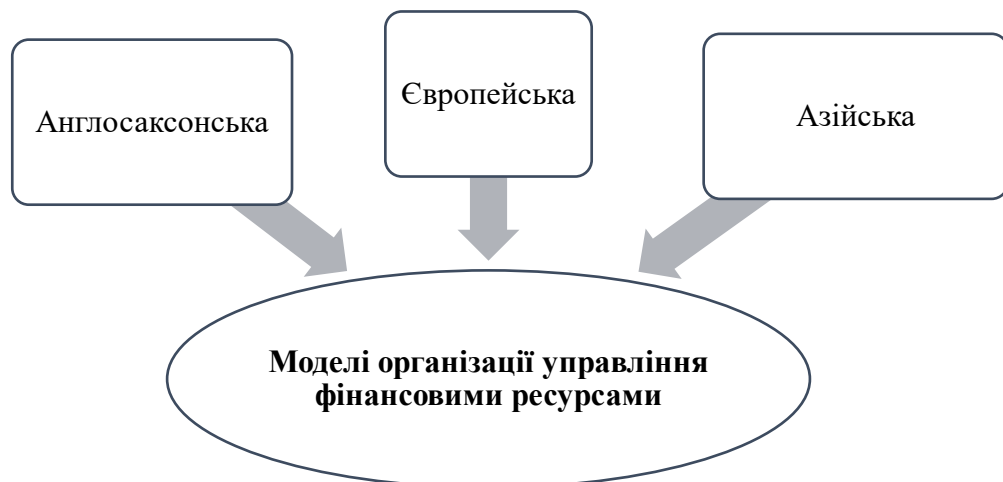 Англосаксонська
Європейська
Азійська
Моделі організації управління
фінансовими ресурсами